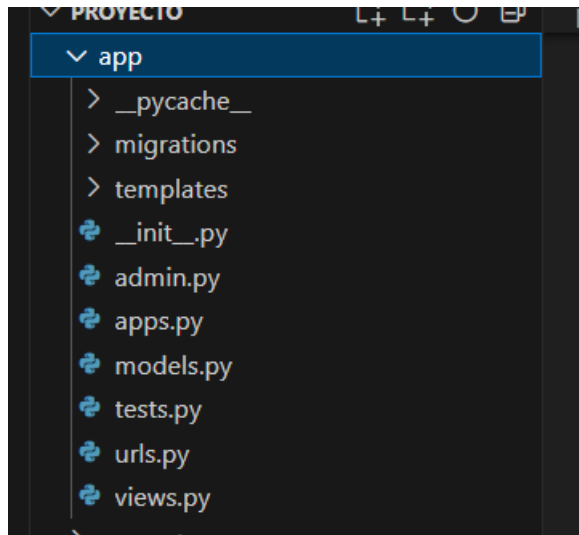 PROYECTO
app
__pycache__
migrations
templates
__init__.py
admin.py
apps.py
models.py
tests.py
urls.py
views.py